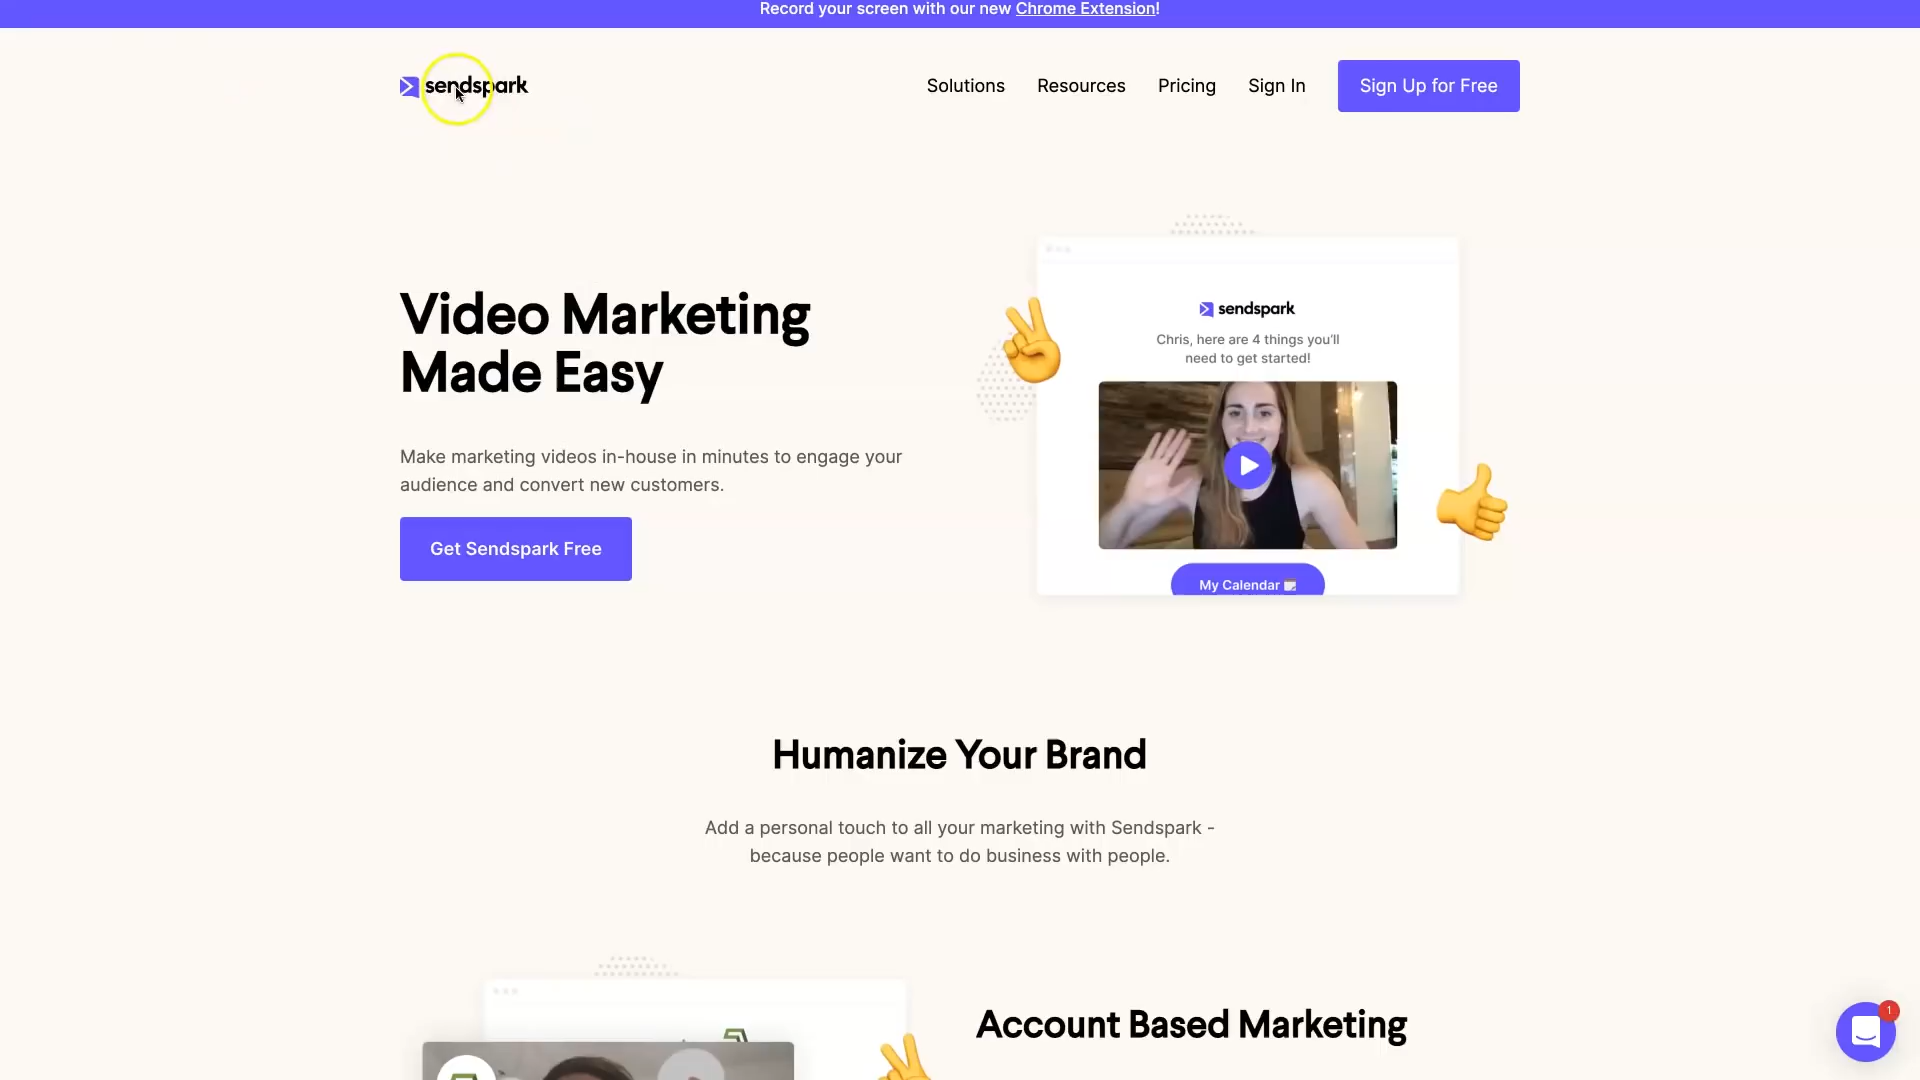 Record your screen with our new Chrome Extension!
sendspark
Solutions
Resources
Pricing
Sign In
Sign Up for Free
Video Marketing
Made Easy
Make marketing videos in-house in minutes to engage your
audience and convert new customers.
Get Sendspark Free
sendspark
Chris, here are 4 things you'll
need to get started!
My Calendar
Humanize Your Brand
Add a personal touch to all your marketing with Sendspark -
because people want to do business with people.
Account Based Marketing
1